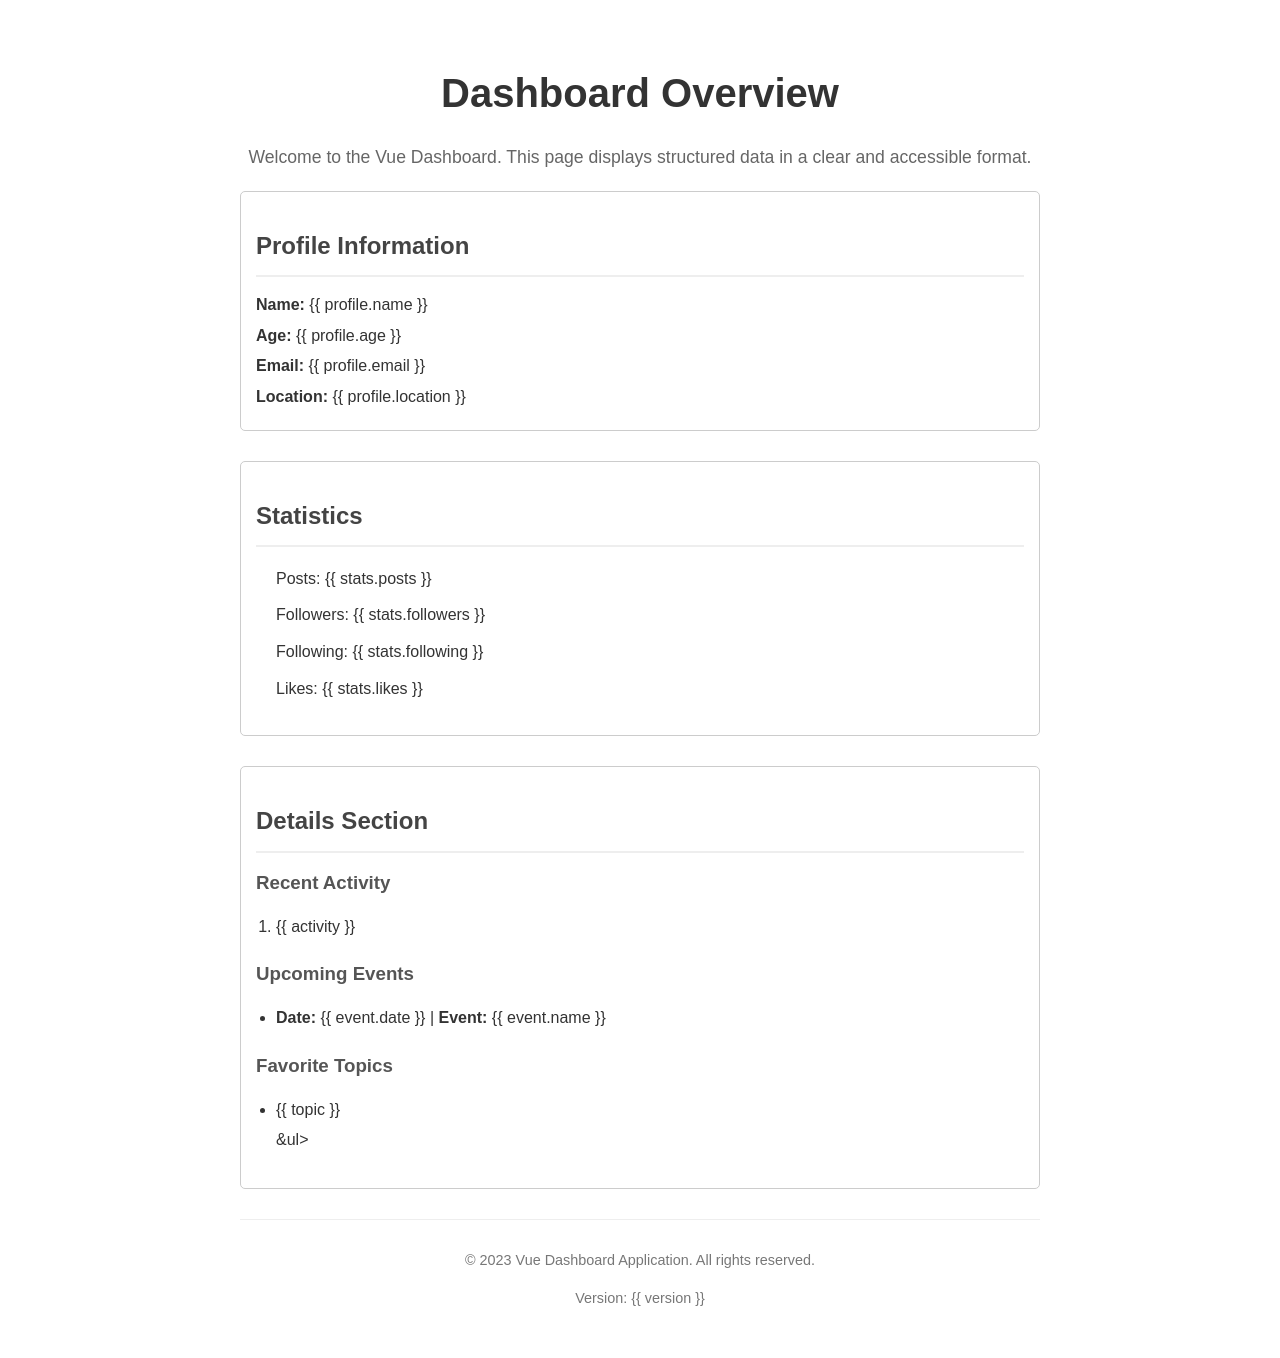 Dashboard Overview
Welcome to the Vue Dashboard. This page displays structured data in a clear and accessible format.
Profile Information
Name: {{ profile.name }}
Age: {{ profile.age }}
Email: {{ profile.email }}
Location: {{ profile.location }}
Statistics
Posts: {{ stats.posts }}
Followers: {{ stats.followers }}
Following: {{ stats.following }}
Likes: {{ stats.likes }}
Details Section
Recent Activity
1. {{ activity }}
Upcoming Events
• Date: {{ event.date }} | Event: {{ event.name }}
Favorite Topics
• {{ topic }}
&ul>
© 2023 Vue Dashboard Application. All rights reserved.
Version: {{ version }}